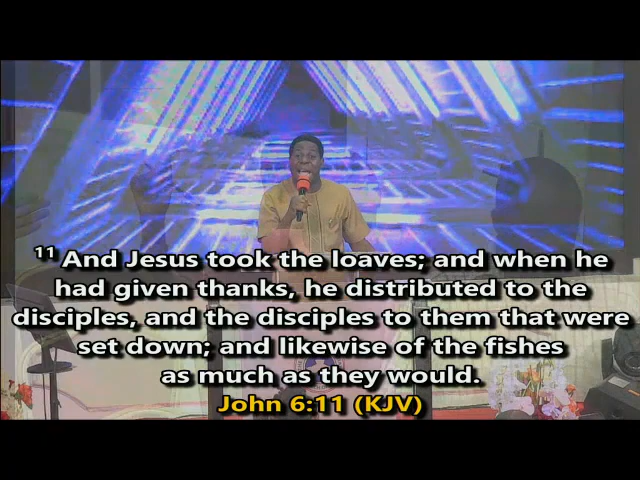 11 And Jesus took the loaves; and when he
had given thanks, he distributed to the
disciples, and the disciples to them that were
set down; and likewise of the fishes
as much as they would.
John 6:11 (KJV)